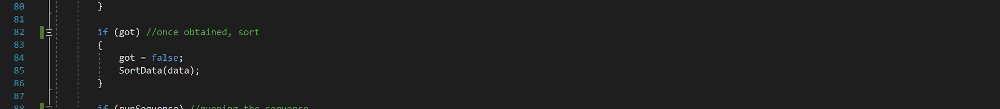 80 }
81
82 if (got) //once obtained, sort
83 {
84 got = false;
85 SortData(data);
86 }
87
88 if (runSequence) //running the sequence